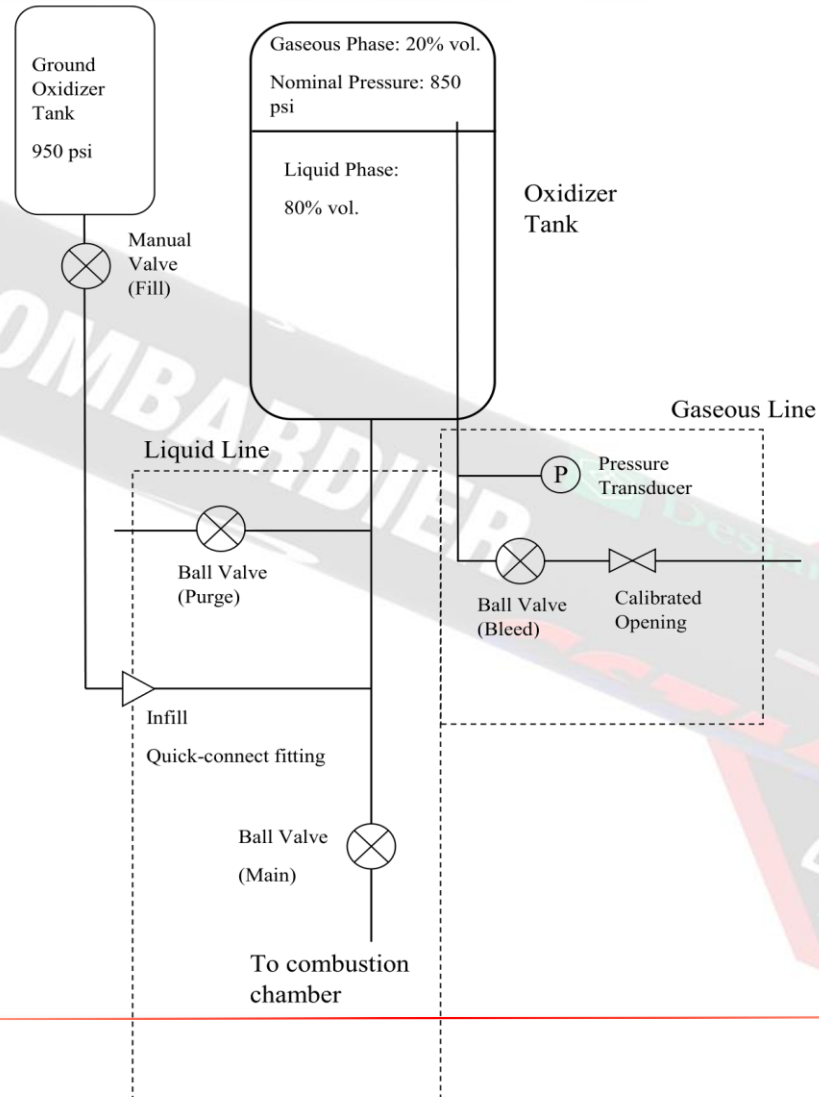 Ground
Oxidizer
Tank
950 psi
Gaseous Phase: 20% vol.
Nominal Pressure: 850
psi
Liquid Phase:
80% vol.
Oxidizer
Tank
Manual
Valve
(Fill)
OMBARDIER
Gaseous Line
Liquid Line
P
Pressure
Transducer
Ball Valve
(Purge)
Ball Valve
(Bleed)
Calibrated
Opening
Infill
Quick-connect fitting
Ball Valve
(Main)
To combustion
chamber